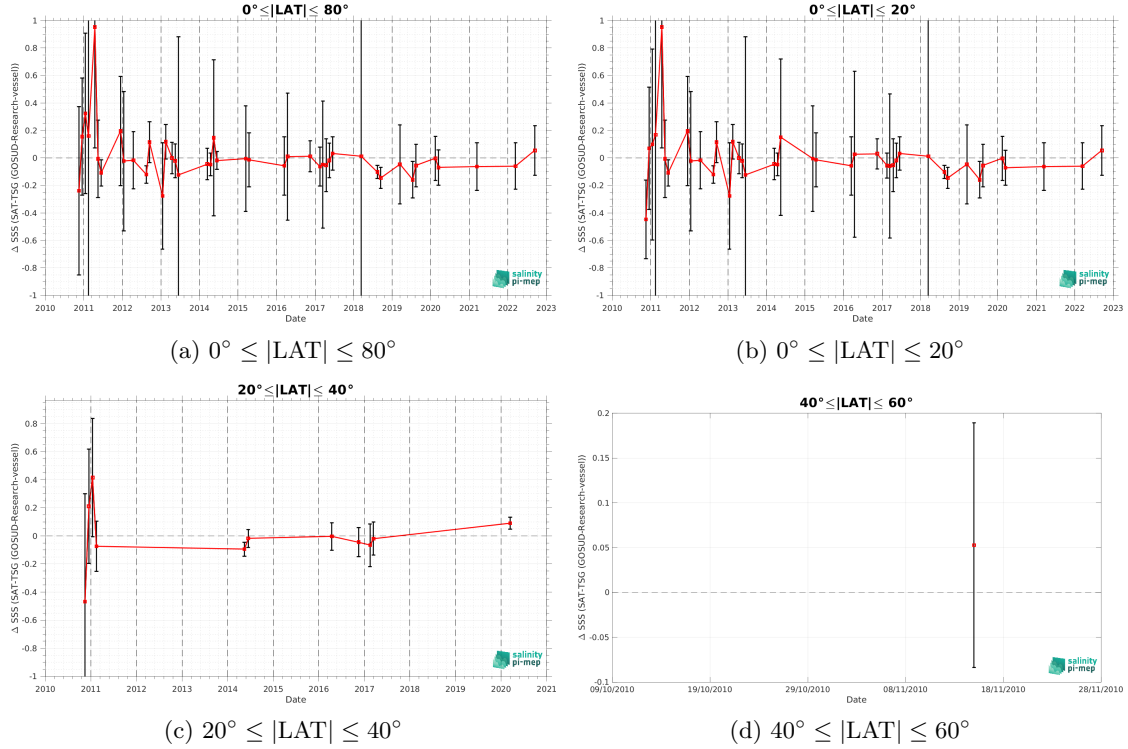 0°≤|LAT|≤ 80°
Δ SSS (SAT-TSG (GOSUD-Research-vessel))
1
0.8
0.6
0.4
0.2
0
-0.2
-0.4
-0.6
-0.8
-1
2010 2011 2012 2013 2014 2015 2016 2017 2018 2019 2020 2021 2022 2023
Date
salinity
pi-mep
(a) 0° ≤ |LAT| ≤ 80°
0°≤|LAT|≤ 20°
Δ SSS (SAT-TSG (GOSUD-Research-vessel))
1
0.8
0.6
0.4
0.2
0
-0.2
-0.4
-0.6
-0.8
-1
2010 2011 2012 2013 2014 2015 2016 2017 2018 2019 2020 2021 2022 2023
Date
salinity
pi-mep
(b) 0° ≤ |LAT| ≤ 20°
20°≤|LAT|≤ 40°
Δ SSS (SAT-TSG (GOSUD-Research-vessel))
0.8
0.6
0.4
0.2
0
-0.2
-0.4
-0.6
-0.8
-1
2010 2011 2012 2013 2014 2015 2016 2017 2018 2019 2020 2021
Date
salinity
pi-mep
(c) 20° ≤ |LAT| ≤ 40°
40°≤|LAT|≤ 60°
Δ SSS (SAT-TSG (GOSUD-Research-vessel))
0.2
0.15
0.1
0.05
0
-0.05
-0.1
09/10/2010 19/10/2010 29/10/2010 08/11/2010 18/11/2010 28/11/2010
Date
salinity
pi-mep
(d) 40° ≤ |LAT| ≤ 60°